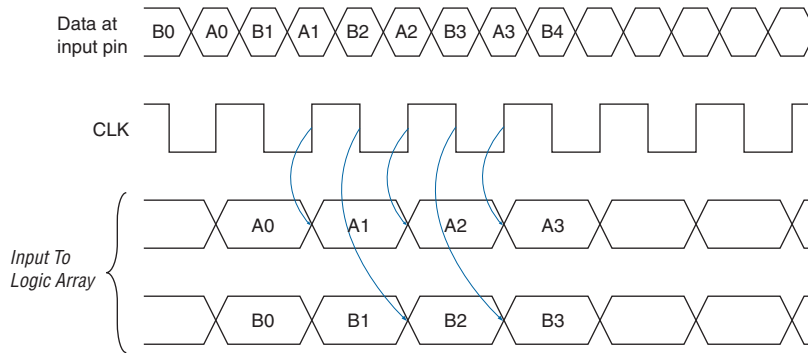 Data at
input pin
B0 A0 B1 A1 B2 A2 B3 A3 B4
CLK
Input To
Logic Array
A0 A1 A2 A3
B0 B1 B2 B3